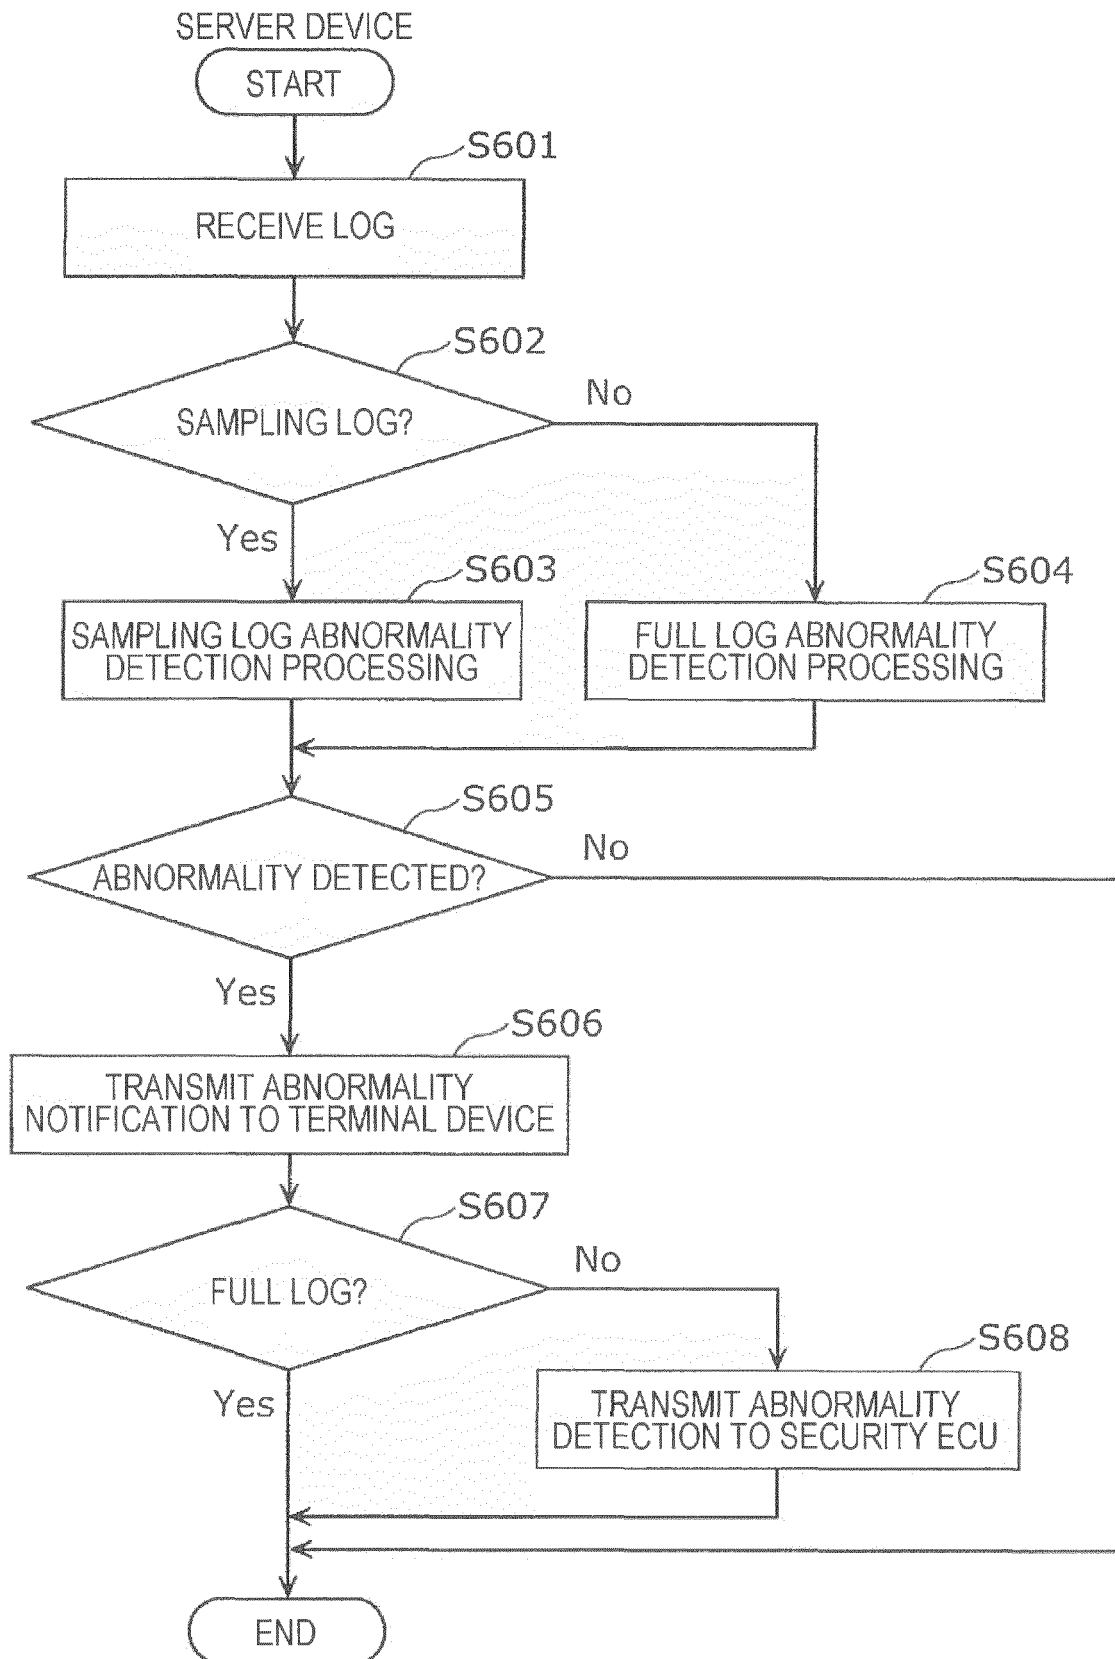 SERVER DEVICE
START
S601
RECEIVE LOG
S602
SAMPLING LOG?
No
Yes
S603
SAMPLING LOG ABNORMALITY
DETECTION PROCESSING
S604
FULL LOG ABNORMALITY
DETECTION PROCESSING
S605
ABNORMALITY DETECTED?
No
Yes
S606
TRANSMIT ABNORMALITY
NOTIFICATION TO TERMINAL DEVICE
S607
FULL LOG?
No
Yes
S608
TRANSMIT ABNORMALITY
DETECTION TO SECURITY ECU
END